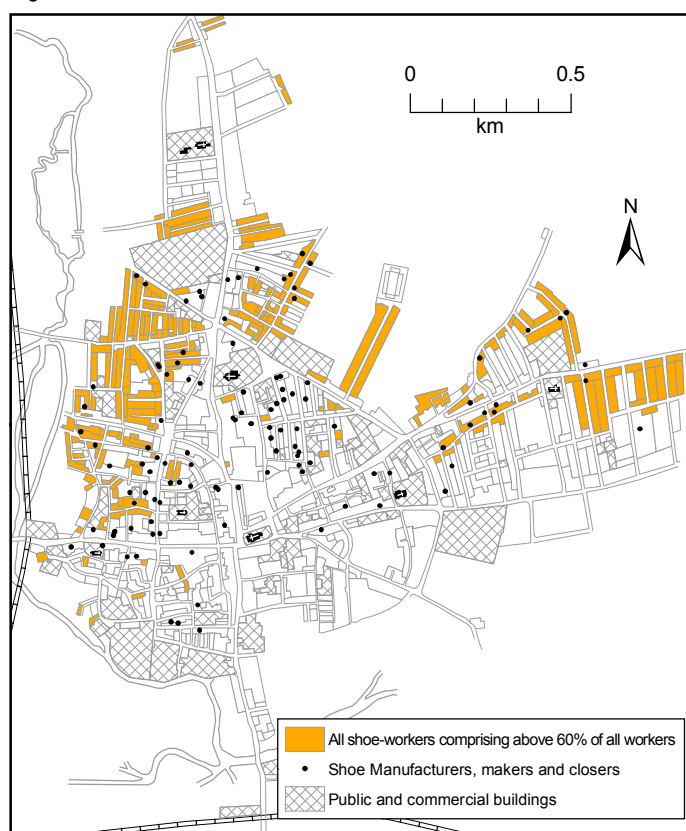 0 0.5
km
N
All shoe-workers comprising above 60% of all workers
Shoe Manufacturers, makers and closers
Public and commercial buildings